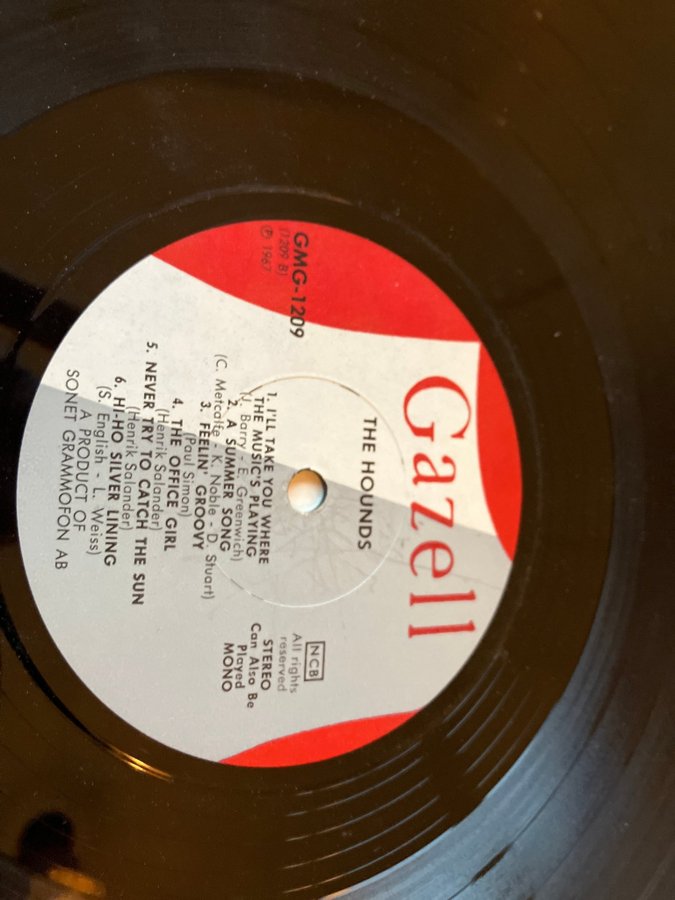 Gazell
THE HOUNDS
GMG-1209
(1209 B)
Ⓟ 1967
NCB
All rights
reserved
STEREO
Can Also Be
Played
MONO
1. I'LL TAKE YOU WHERE
THE MUSIC'S PLAYING
(J. Barry - E. Greenwich)
2. A SUMMER SONG
(C. Metcalfe - K. Noble - D. Stuart)
3. FEELIN' GROOVY
(Paul Simon)
4. THE OFFICE GIRL
(Henrik Salander)
5. NEVER TRY TO CATCH THE SUN
(Henrik Salander)
6. HI-HO SILVER LINING
(S. English - L. Weiss)
A PRODUCT OF
SONET GRAMMOFON AB